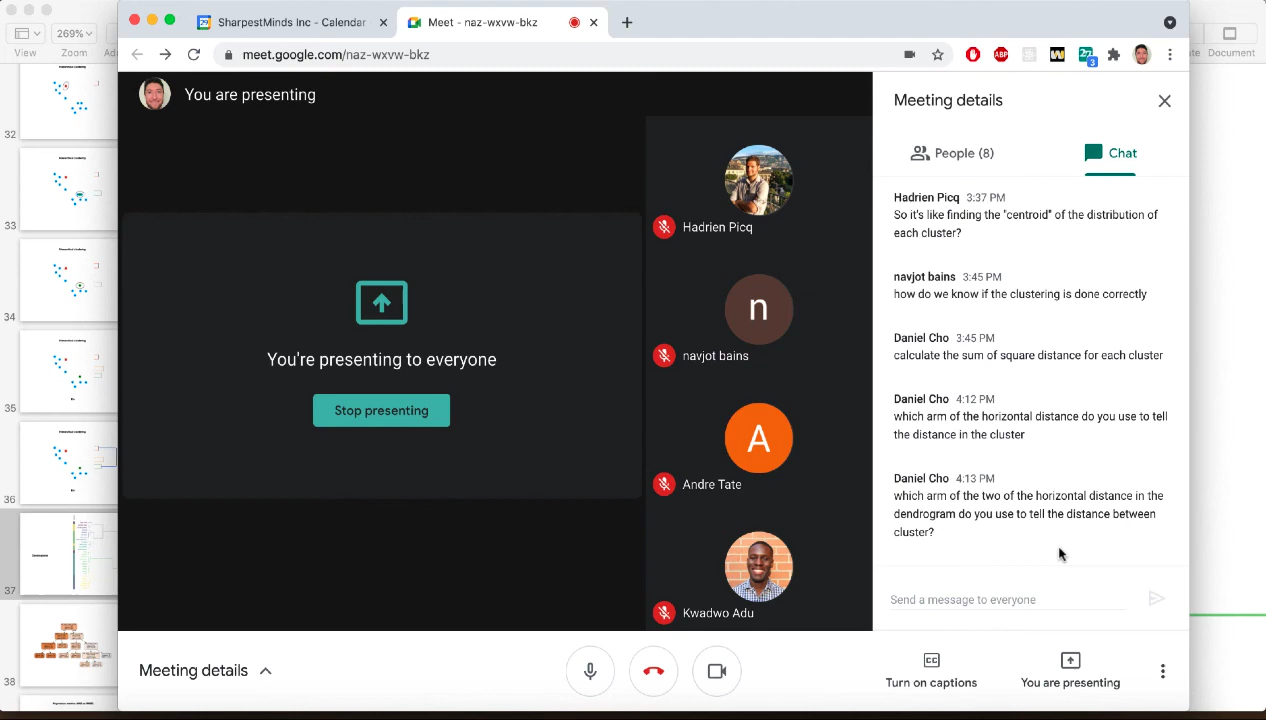 SharpestMinds Inc - Calendar
Meet - naz-wxvw-bkz
269%
View
Zoom
Document
meet.google.com/naz-wxvw-bkz
ABP
3
You are presenting
You're presenting to everyone
Stop presenting
Hadrien Picq
n
navjot bains
A
Andre Tate
Kwadwo Adu
Meeting details
People (8)
Chat
Hadrien Picq 3:37 PM
So it's like finding the "centroid" of the distribution of
each cluster?
navjot bains 3:45 PM
how do we know if the clustering is done correctly
Daniel Cho 3:45 PM
calculate the sum of square distance for each cluster
Daniel Cho 4:12 PM
which arm of the horizontal distance do you use to tell
the distance in the cluster
Daniel Cho 4:13 PM
which arm of the two of the horizontal distance in the
dendrogram do you use to tell the distance between
cluster?
Send a message to everyone
Meeting details
CC
Turn on captions
You are presenting
32
33
34
35
36
37
38